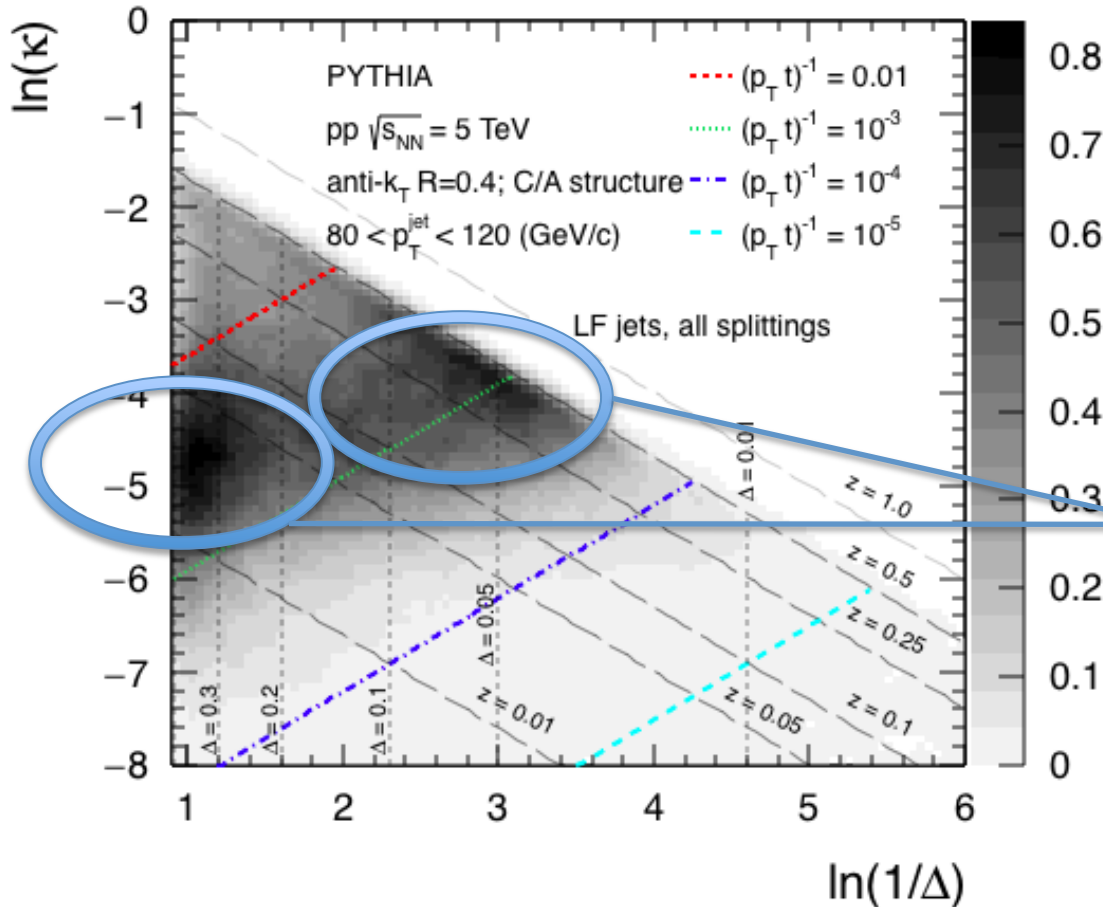 ln(κ)
0
−1
−2
−3
−4
−5
−6
−7
−8
PYTHIA
pp √s_NN = 5 TeV
anti-k_T R=0.4; C/A structure
80 < p_T^jet < 120 (GeV/c)
(p_T t)^-1 = 0.01
(p_T t)^-1 = 10^-3
(p_T t)^-1 = 10^-4
(p_T t)^-1 = 10^-5
LF jets, all splittings
Δ = 0.3
Δ = 0.2
Δ = 0.1
Δ = 0.05
Δ = 0.01
z = 1.0
z = 0.5
z = 0.25
z = 0.1
z = 0.05
z = 0.01
1 2 3 4 5 6
ln(1/Δ)
0.8
0.7
0.6
0.5
0.4
0.3
0.2
0.1
0